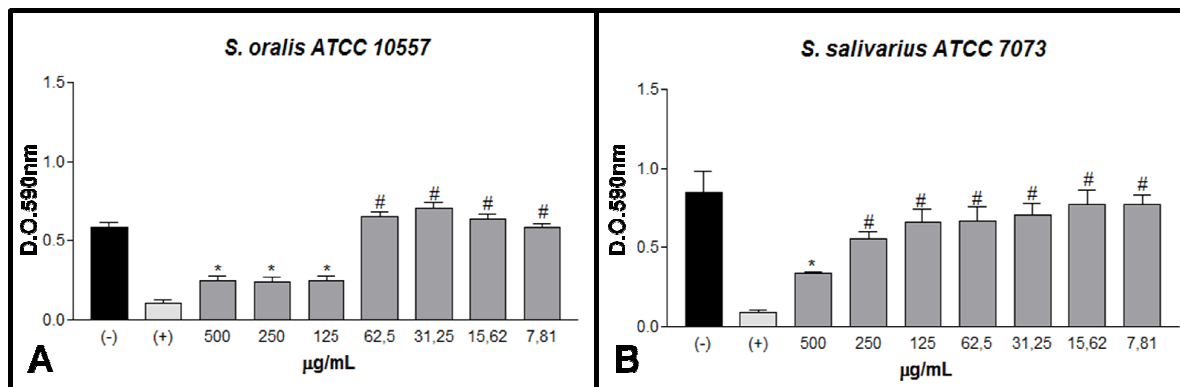 S. oralis ATCC 10557
D.O.590nm
1.5
1.0
0.5
0.0
* * * # # # #
(-) (+) 500 250 125 62,5 31,25 15,62 7,81
µg/mL
A
S. salivarius ATCC 7073
D.O.590nm
1.5
1.0
0.5
0.0
* # # # # # #
(-) (+) 500 250 125 62,5 31,25 15,62 7,81
µg/mL
B